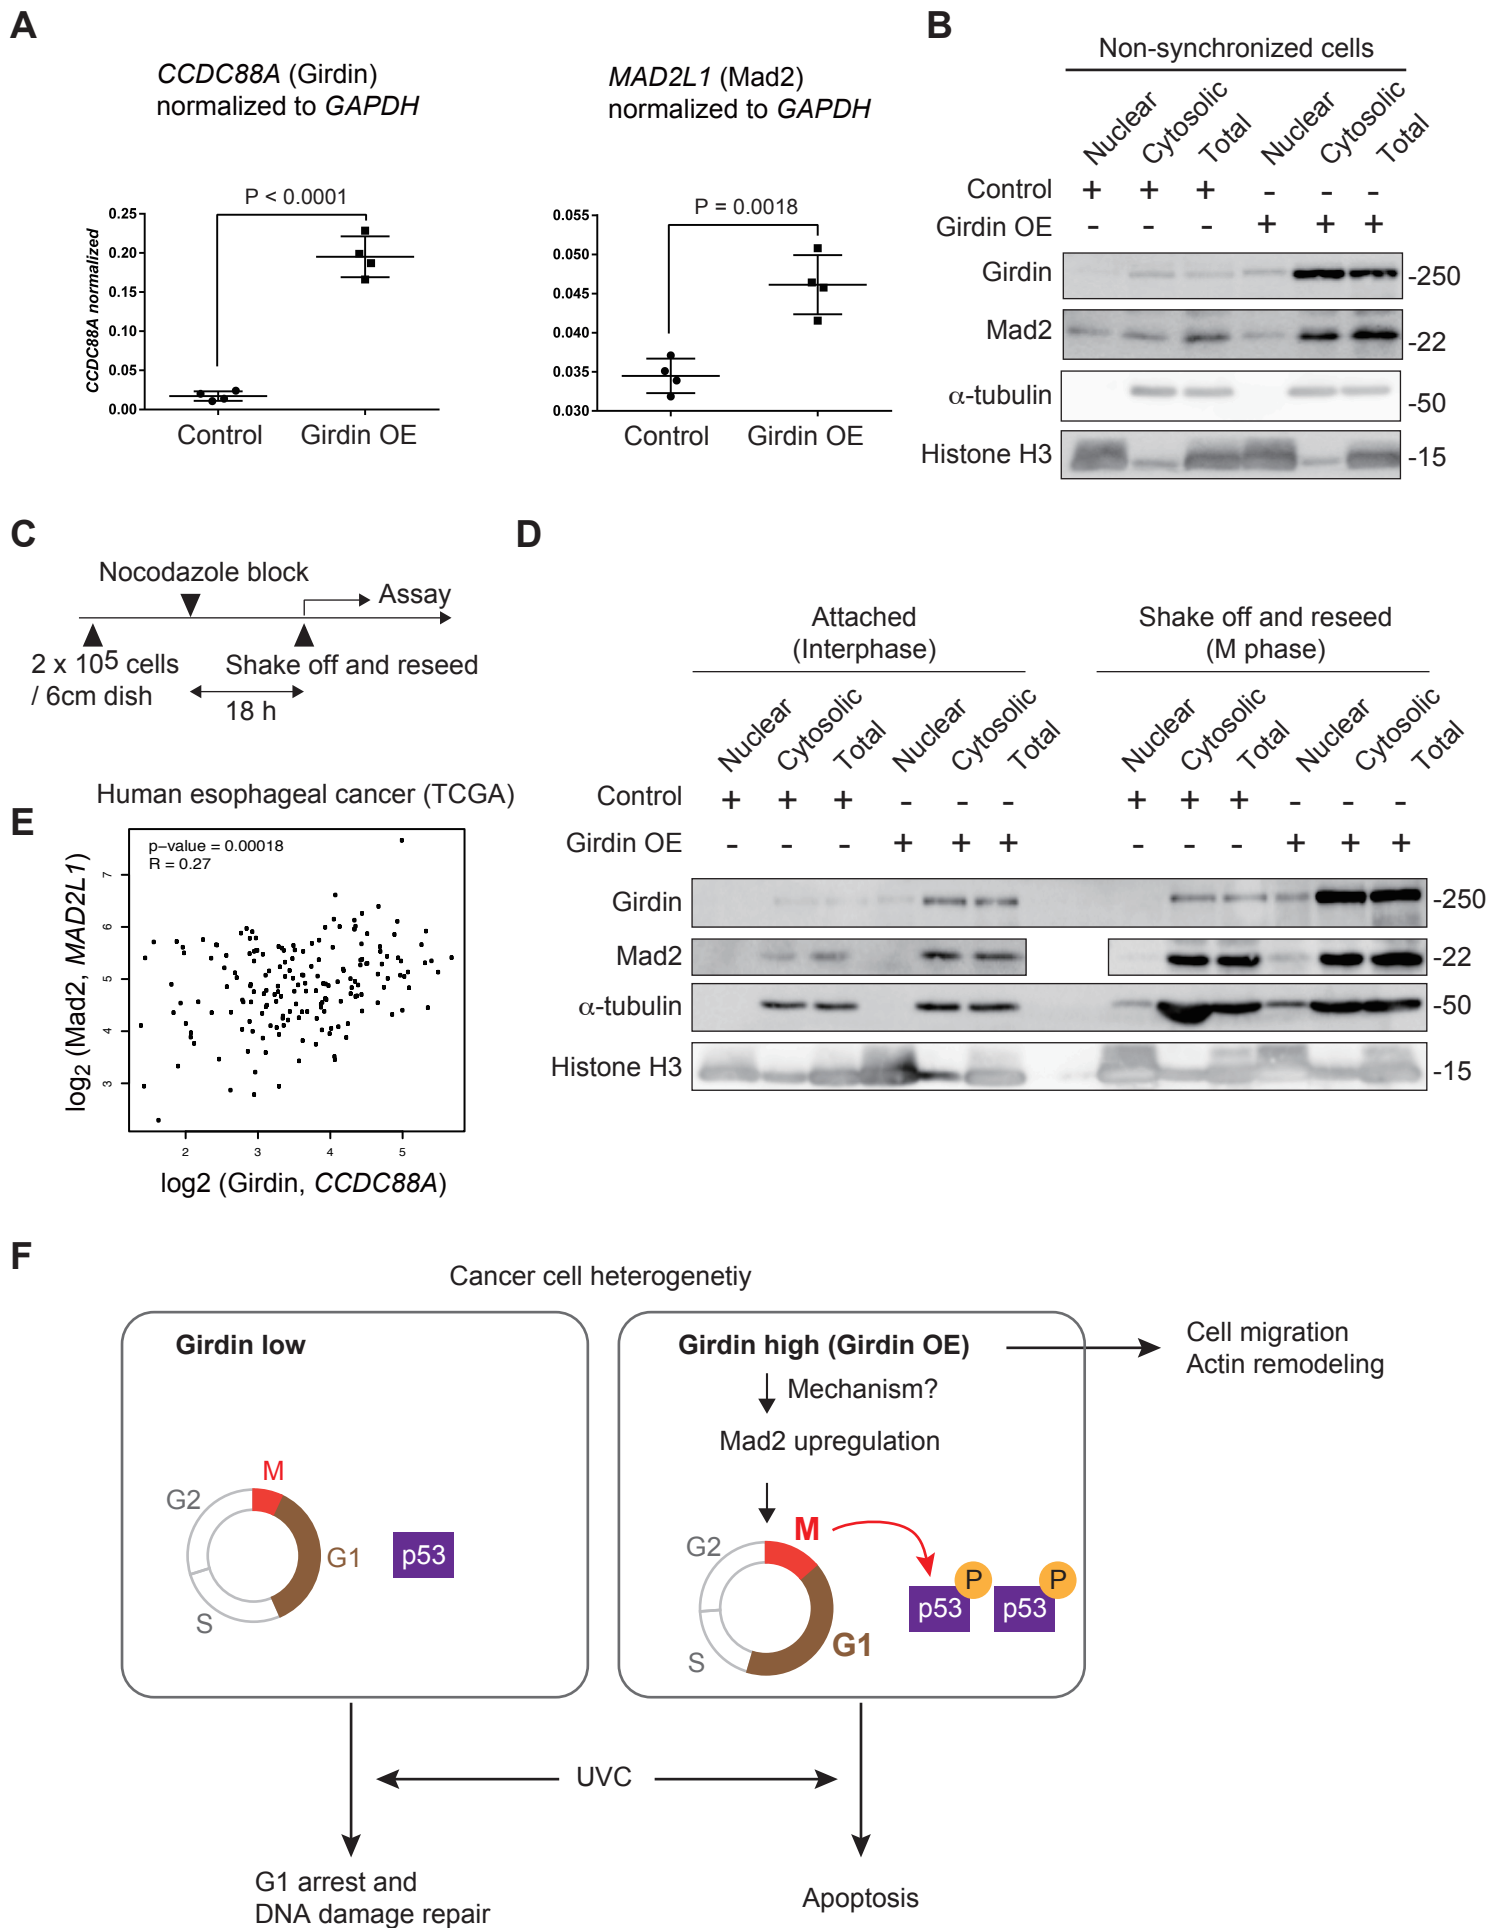 A
CCDC88A (Girdin)
normalized to GAPDH
P < 0.0001
CCDC88A normalized
0.25
0.20
0.15
0.10
0.05
0.00
Control
Girdin OE
MAD2L1 (Mad2)
normalized to GAPDH
P = 0.0018
0.055
0.050
0.045
0.040
0.035
0.030
Control
Girdin OE
B
Non-synchronized cells
Nuclear
Cytosolic
Total
Nuclear
Cytosolic
Total
Control + + + - - -
Girdin OE - - - + + +
Girdin -250
Mad2 -22
α-tubulin -50
Histone H3 -15
C
Nocodazole block
Assay
2 x 10⁵ cells
/ 6cm dish
Shake off and reseed
18 h
D
Attached
(Interphase)
Shake off and reseed
(M phase)
Nuclear
Cytosolic
Total
Nuclear
Cytosolic
Total
Nuclear
Cytosolic
Total
Nuclear
Cytosolic
Total
Control + + + - - - + + + - - -
Girdin OE - - - + + + - - - + + +
Girdin -250
Mad2 -22
α-tubulin -50
Histone H3 -15
E
Human esophageal cancer (TCGA)
p−value = 0.00018
R = 0.27
log₂ (Mad2, MAD2L1)
7
6
5
4
3
2 3 4 5
log2 (Girdin, CCDC88A)
F
Cancer cell heterogenetiy
Girdin low
M
G2
G1
S
p53
Girdin high (Girdin OE)
Mechanism?
Mad2 upregulation
M
G2
G1
S
P
p53
P
p53
Cell migration
Actin remodeling
UVC
G1 arrest and
DNA damage repair
Apoptosis